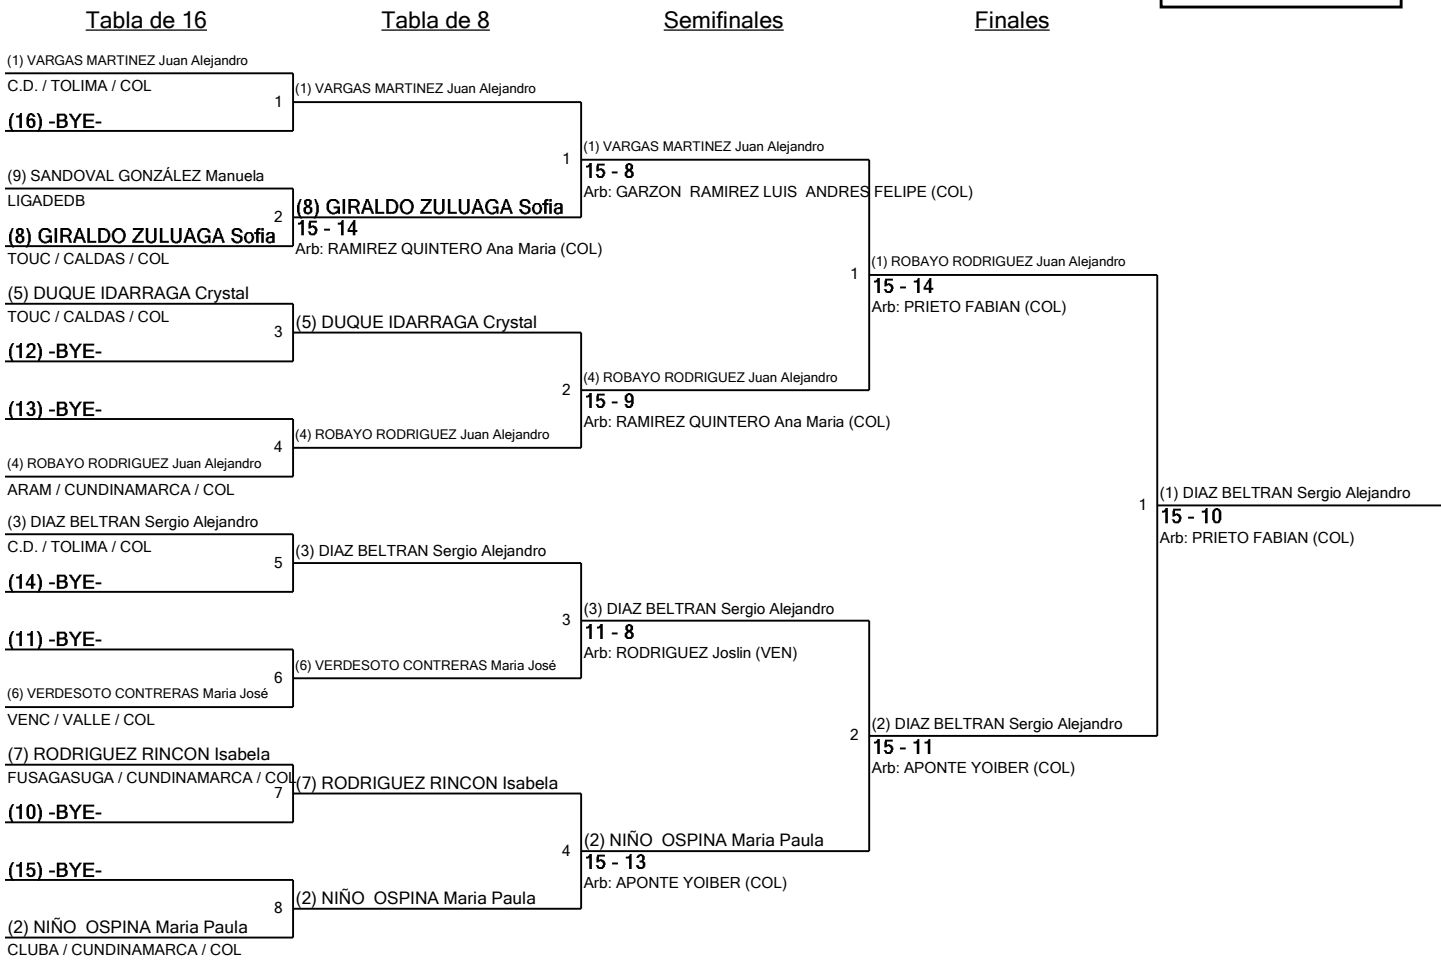 Tabla de 16
Tabla de 8
Semifinales
Finales
(1) VARGAS MARTINEZ Juan Alejandro
C.D. / TOLIMA / COL
1
(16) -BYE-
(9) SANDOVAL GONZÁLEZ Manuela
LIGADEDB
2
(8) GIRALDO ZULUAGA Sofia
TOUC / CALDAS / COL
(5) DUQUE IDARRAGA Crystal
TOUC / CALDAS / COL
3
(12) -BYE-
(13) -BYE-
4
(4) ROBAYO RODRIGUEZ Juan Alejandro
ARAM / CUNDINAMARCA / COL
(3) DIAZ BELTRAN Sergio Alejandro
C.D. / TOLIMA / COL
5
(14) -BYE-
(11) -BYE-
6
(6) VERDESOTO CONTRERAS Maria José
VENC / VALLE / COL
(7) RODRIGUEZ RINCON Isabela
FUSAGASUGA / CUNDINAMARCA / COL
7
(10) -BYE-
(15) -BYE-
8
(2) NIÑO OSPINA Maria Paula
CLUBA / CUNDINAMARCA / COL
(1) VARGAS MARTINEZ Juan Alejandro
1
(8) GIRALDO ZULUAGA Sofia
15 - 14
Arb: RAMIREZ QUINTERO Ana Maria (COL)
(5) DUQUE IDARRAGA Crystal
2
(4) ROBAYO RODRIGUEZ Juan Alejandro
(3) DIAZ BELTRAN Sergio Alejandro
3
(6) VERDESOTO CONTRERAS Maria José
(7) RODRIGUEZ RINCON Isabela
4
(2) NIÑO OSPINA Maria Paula
(1) VARGAS MARTINEZ Juan Alejandro
15 - 8
Arb: GARZON RAMIREZ LUIS ANDRES FELIPE (COL)
1
(4) ROBAYO RODRIGUEZ Juan Alejandro
15 - 9
Arb: RAMIREZ QUINTERO Ana Maria (COL)
(3) DIAZ BELTRAN Sergio Alejandro
11 - 8
Arb: RODRIGUEZ Joslin (VEN)
2
(2) NIÑO OSPINA Maria Paula
15 - 13
Arb: APONTE YOIBER (COL)
(1) ROBAYO RODRIGUEZ Juan Alejandro
15 - 14
Arb: PRIETO FABIAN (COL)
1
(2) DIAZ BELTRAN Sergio Alejandro
15 - 11
Arb: APONTE YOIBER (COL)
(1) DIAZ BELTRAN Sergio Alejandro
15 - 10
Arb: PRIETO FABIAN (COL)